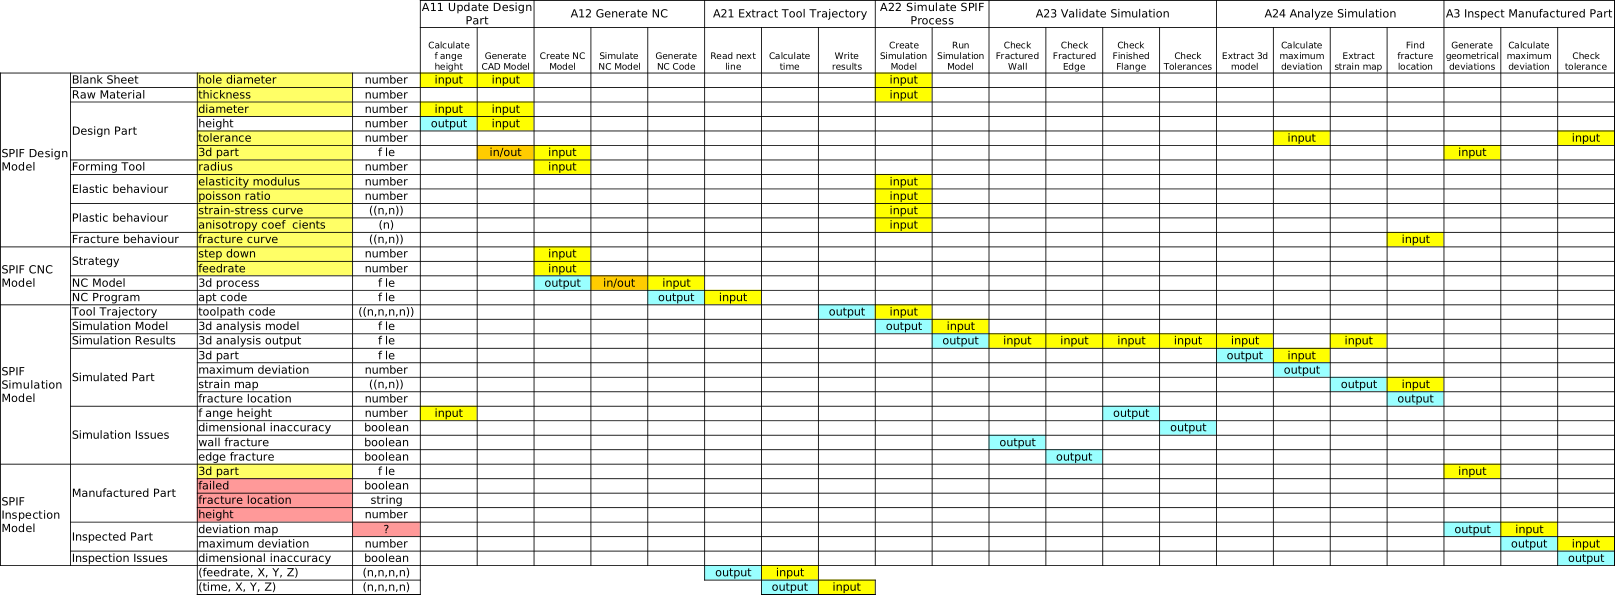 A11 Update Design Part A12 Generate NC A21 Extract Tool Trajectory A22 Simulate SPIF Process A23 Validate Simulation A24 Analyze Simulation A3 Inspect Manufactured Part
Calculate f ange height Generate CAD Model Create NC Model Simulate NC Model Generate NC Code Read next line Calculate time Write results Create Simulation Model Run Simulation Model Check Fractured Wall Check Fractured Edge Check Finished Flange Check Tolerances Extract 3d model Calculate maximum deviation Extract strain map Find fracture location Generate geometrical deviations Calculate maximum deviation Check tolerance
SPIF Design Model
Blank Sheet hole diameter number input input input
Raw Material thickness number input
Design Part diameter number input input
height number output input
tolerance number input input
3d part f le in/out input input
Forming Tool radius number input
Elastic behaviour elasticity modulus number input
poisson ratio number input
Plastic behaviour strain-stress curve ((n,n)) input
anisotropy coef cients (n) input
Fracture behaviour fracture curve ((n,n)) input
SPIF CNC Model
Strategy step down number input
feedrate number input
NC Model 3d process f le output in/out input
NC Program apt code f le output input
SPIF Simulation Model
Tool Trajectory toolpath code ((n,n,n,n)) output input
Simulation Model 3d analysis model f le output input
Simulation Results 3d analysis output f le output input input input input input input
Simulated Part 3d part f le output input
maximum deviation number output
strain map ((n,n)) output input
fracture location number output
Simulation Issues f ange height number input output
dimensional inaccuracy boolean output
wall fracture boolean output
edge fracture boolean output
SPIF Inspection Model
Manufactured Part 3d part f le input
failed boolean
fracture location string
height number
Inspected Part deviation map ? output input
maximum deviation number output input
Inspection Issues dimensional inaccuracy boolean output
(feedrate, X, Y, Z) (n,n,n,n) output input
(time, X, Y, Z) (n,n,n,n) output input